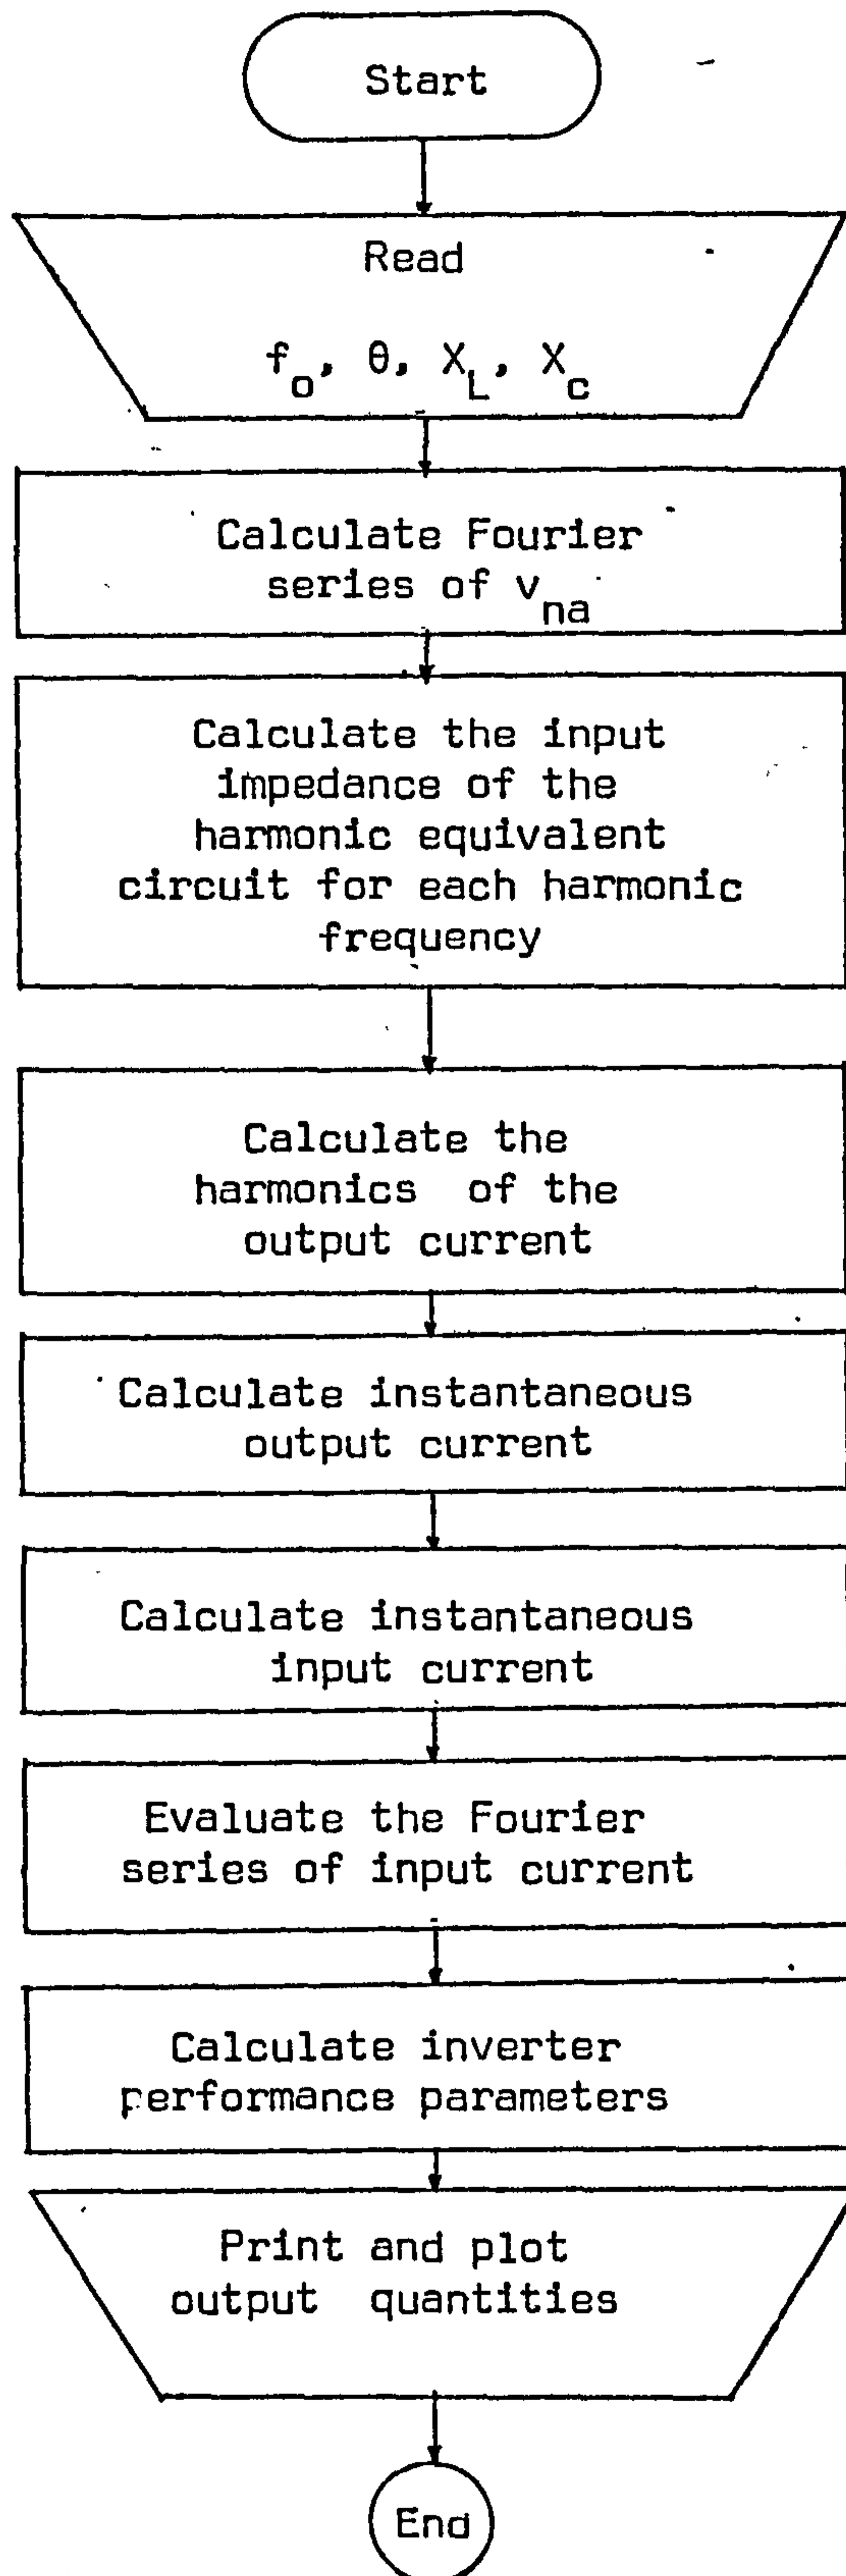 Start
Read
f_o, θ, X_L, X_c
Calculate Fourier
series of v_na
Calculate the input
impedance of the
harmonic equivalent
circuit for each harmonic
frequency
Calculate the
harmonics of the
output current
Calculate instantaneous
output current
Calculate instantaneous
input current
Evaluate the Fourier
series of input current
Calculate inverter
performance parameters
Print and plot
output quantities
End